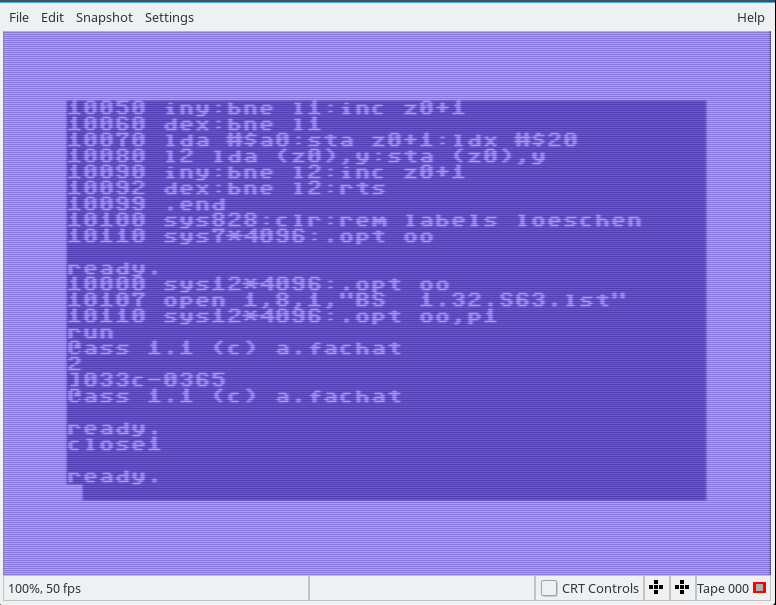 File Edit Snapshot Settings Help
10050 iny:bne l1:inc z0+1
10060 dex:bne l1
10070 lda #$a0:sta z0+1:ldx #$20
10080 l2 lda (z0),y:sta (z0),y
10090 iny:bne l2:inc z0+1
10092 dex:bne l2:rts
10099 .end
10100 sys828:clr:rem labels loeschen
10110 sys7*4096:.opt oo
ready.
10000 sys12*4096:.opt oo
10107 open 1,8,1,"BS  1.32.S63.lst"
10110 sys12*4096:.opt oo,p1
run
@ass 1.1 (c) a.fachat
2
]033c-0365
@ass 1.1 (c) a.fachat
ready.
close1
ready.
100%, 50 fps
CRT Controls
Tape 000